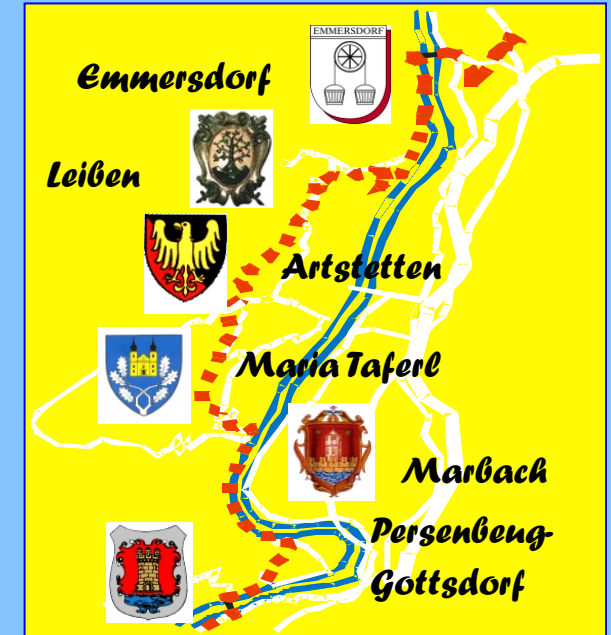 EMMERSDORF
Emmersdorf
Leiben
Artstetten
Maria Taferl
Marbach
Persenbeug-
Gottsdorf